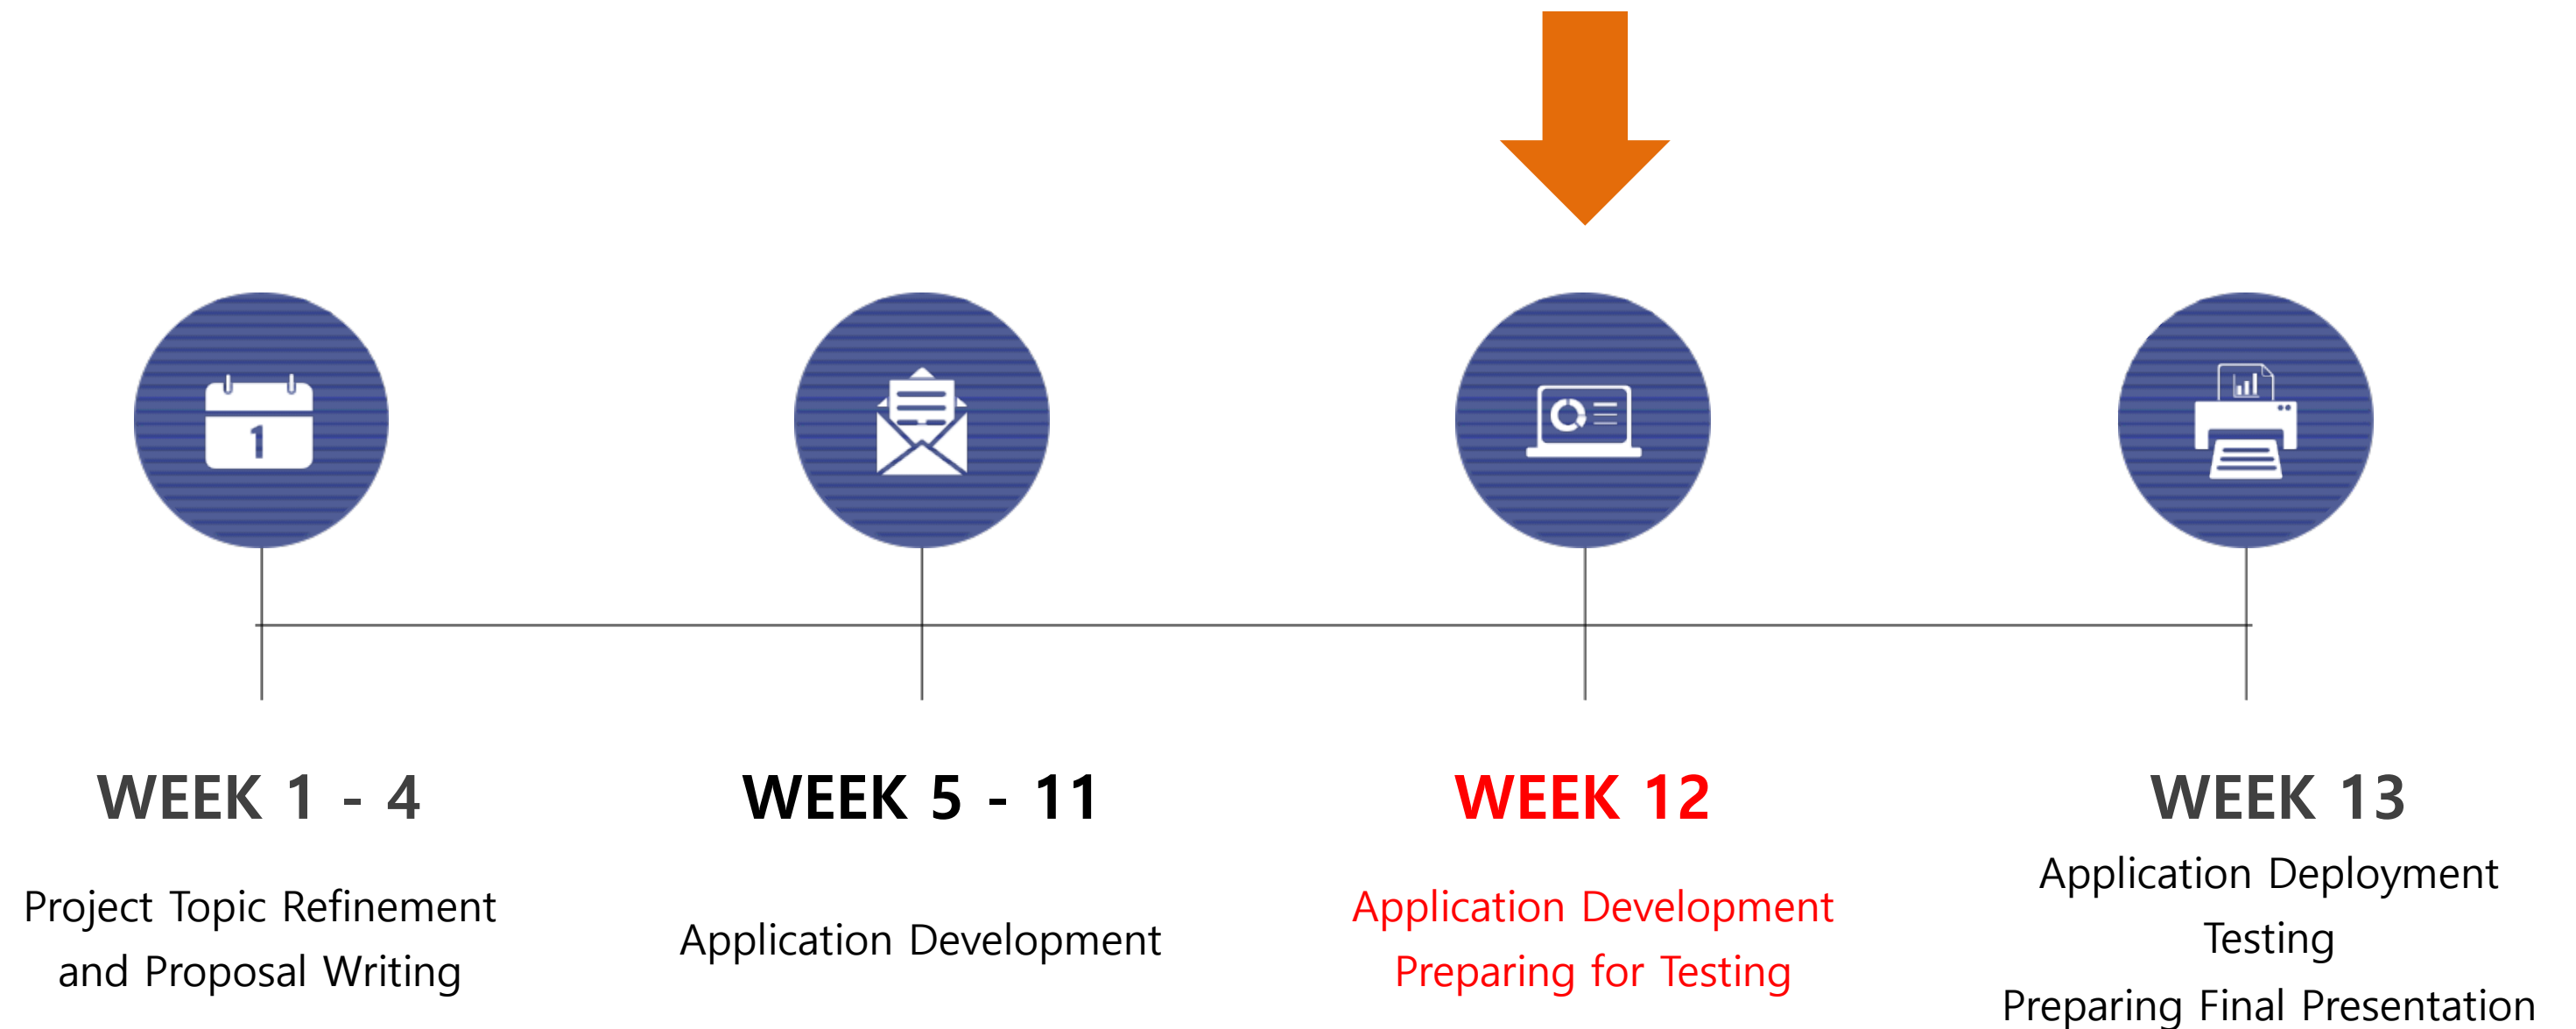 1
WEEK 1 - 4
Project Topic Refinement
and Proposal Writing
WEEK 5 - 11
Application Development
WEEK 12
Application Development
Preparing for Testing
WEEK 13
Application Deployment
Testing
Preparing Final Presentation